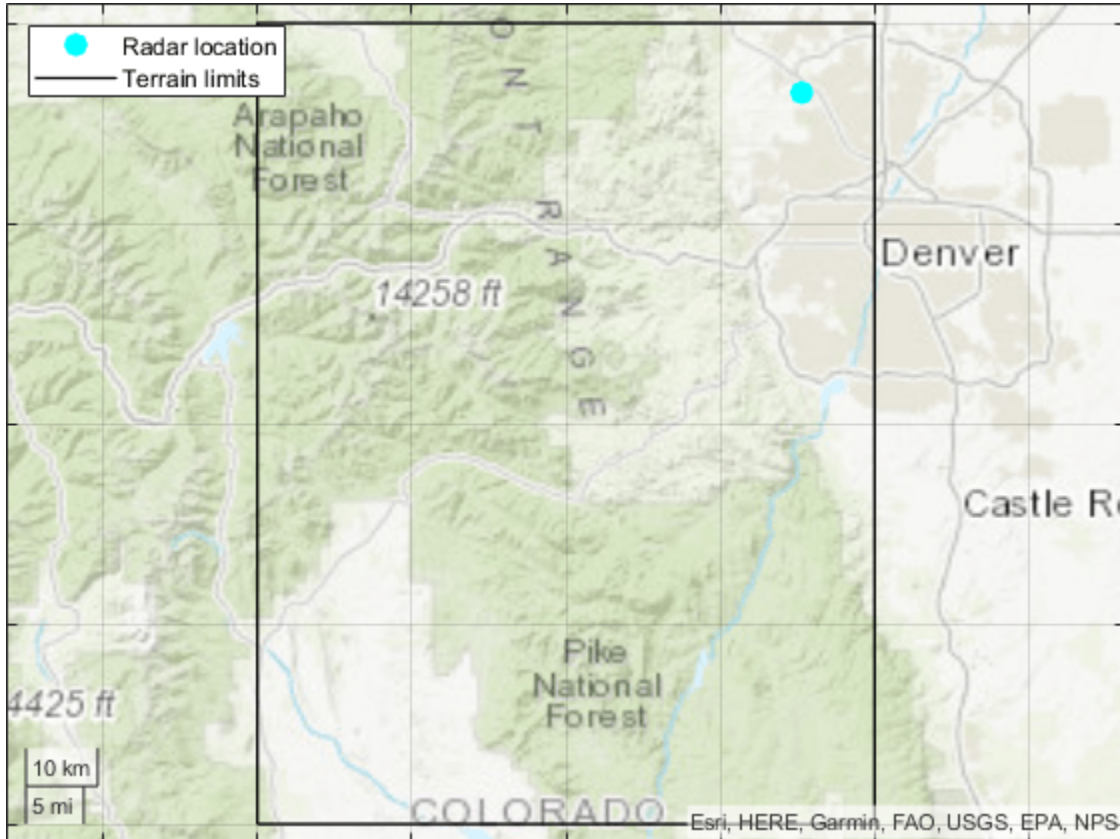 Radar location
Terrain limits
Arapaho
National
Forest
O
N
T
R
A
N
G
E
14258 ft
Denver
Castle R
Pike
National
Forest
4425 ft
10 km
5 mi
COLORADO
Esri, HERE, Garmin, FAO, USGS, EPA, NPS